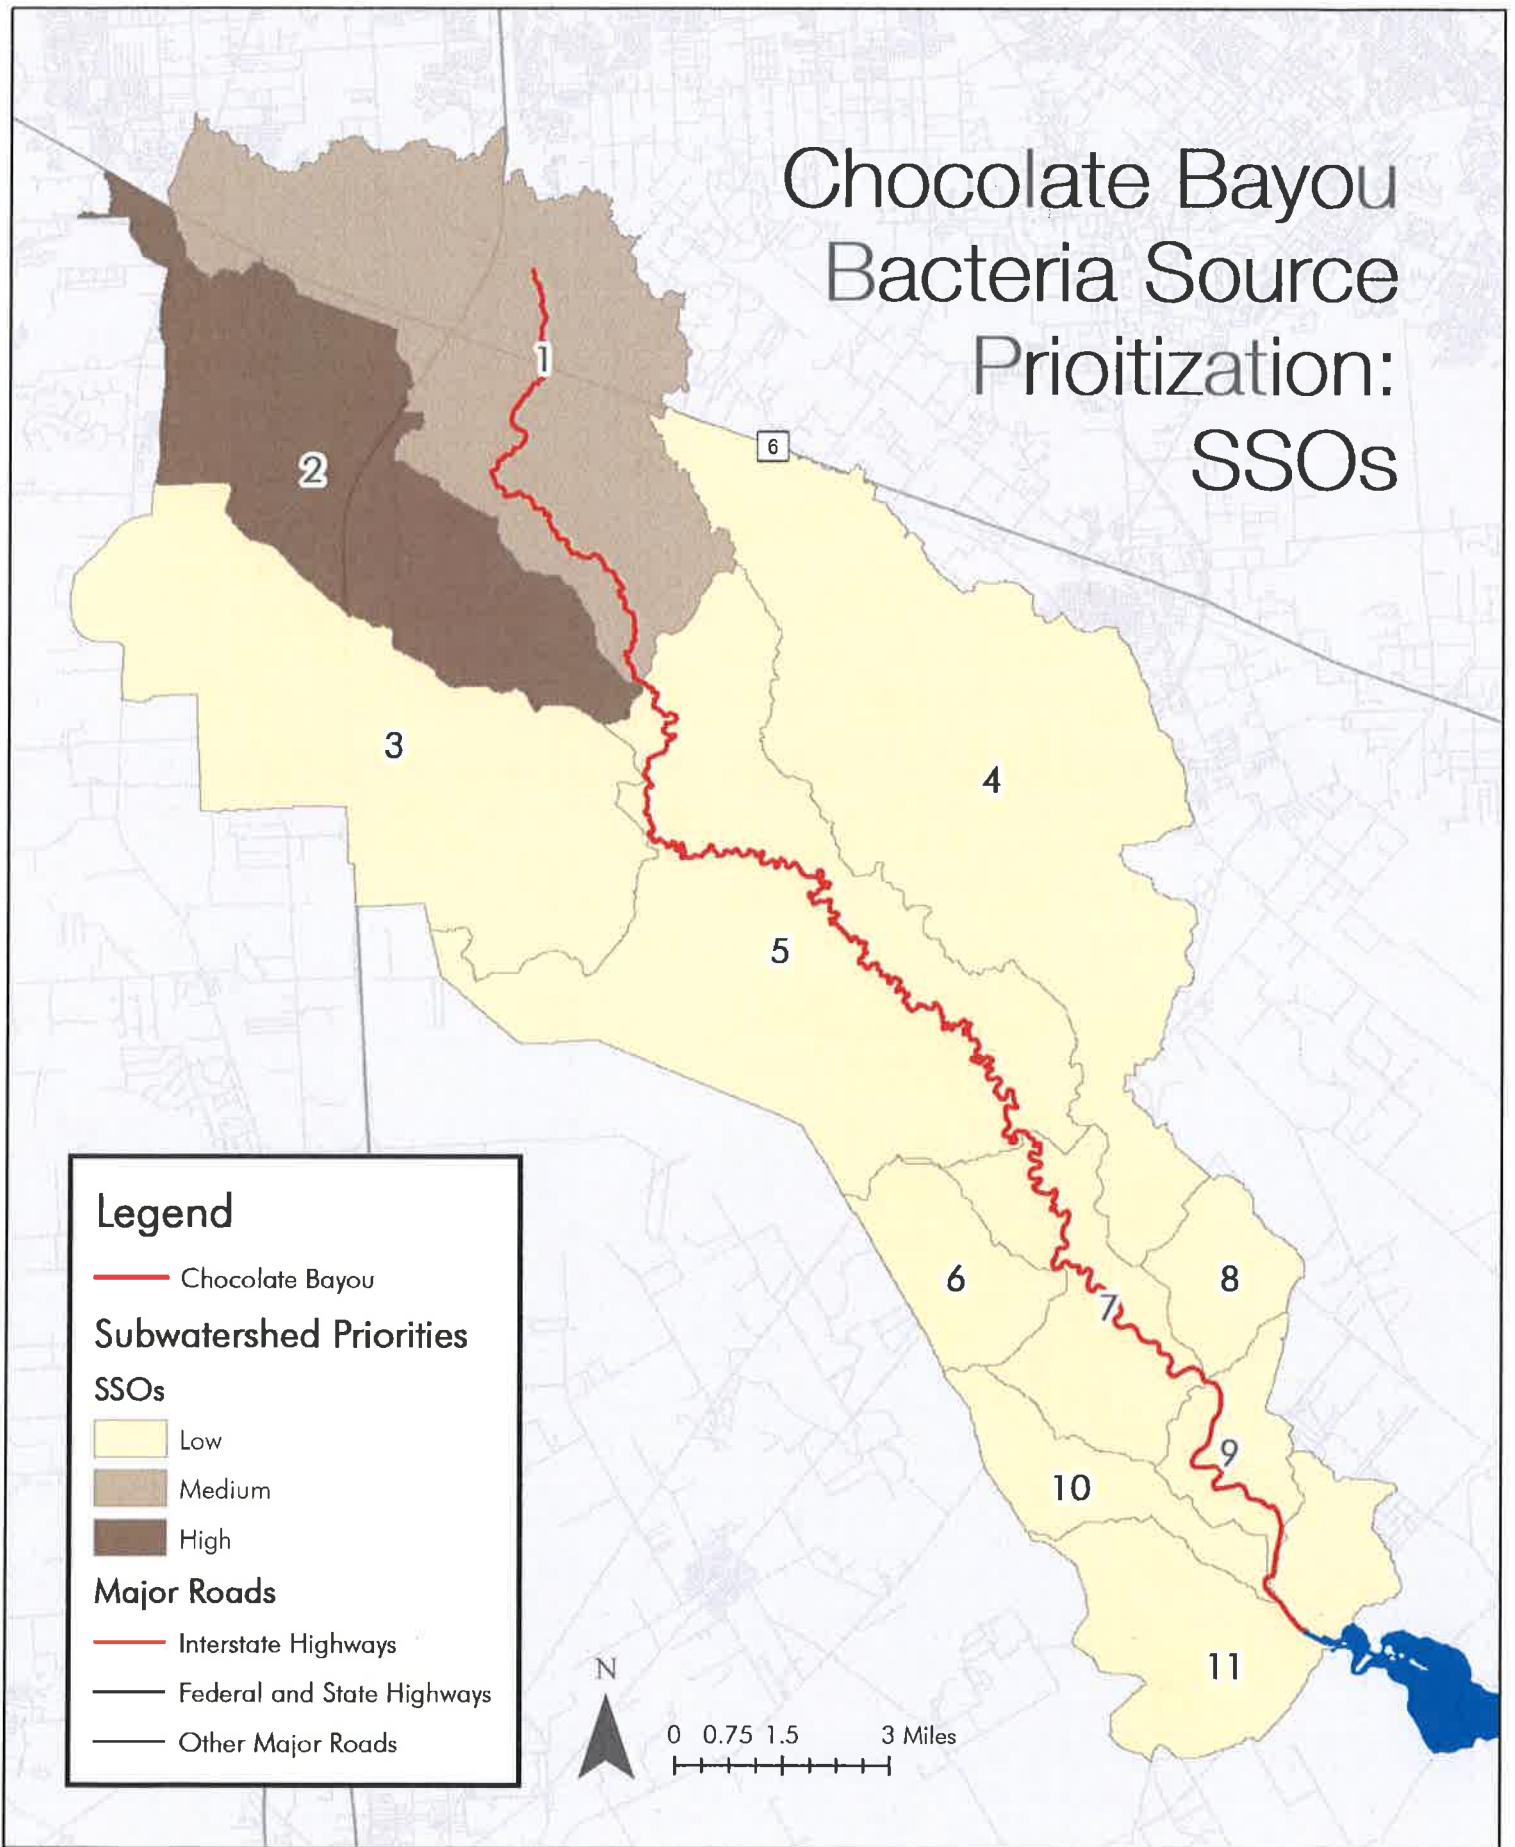 Chocolate Bayou
Bacteria Source
Prioitization:
SSOs
1
6
2
3
4
5
6
8
7
9
10
11
Legend
Chocolate Bayou
Subwatershed Priorities
SSOs
Low
Medium
High
Major Roads
Interstate Highways
Federal and State Highways
Other Major Roads
N
0 0.75 1.5 3 Miles